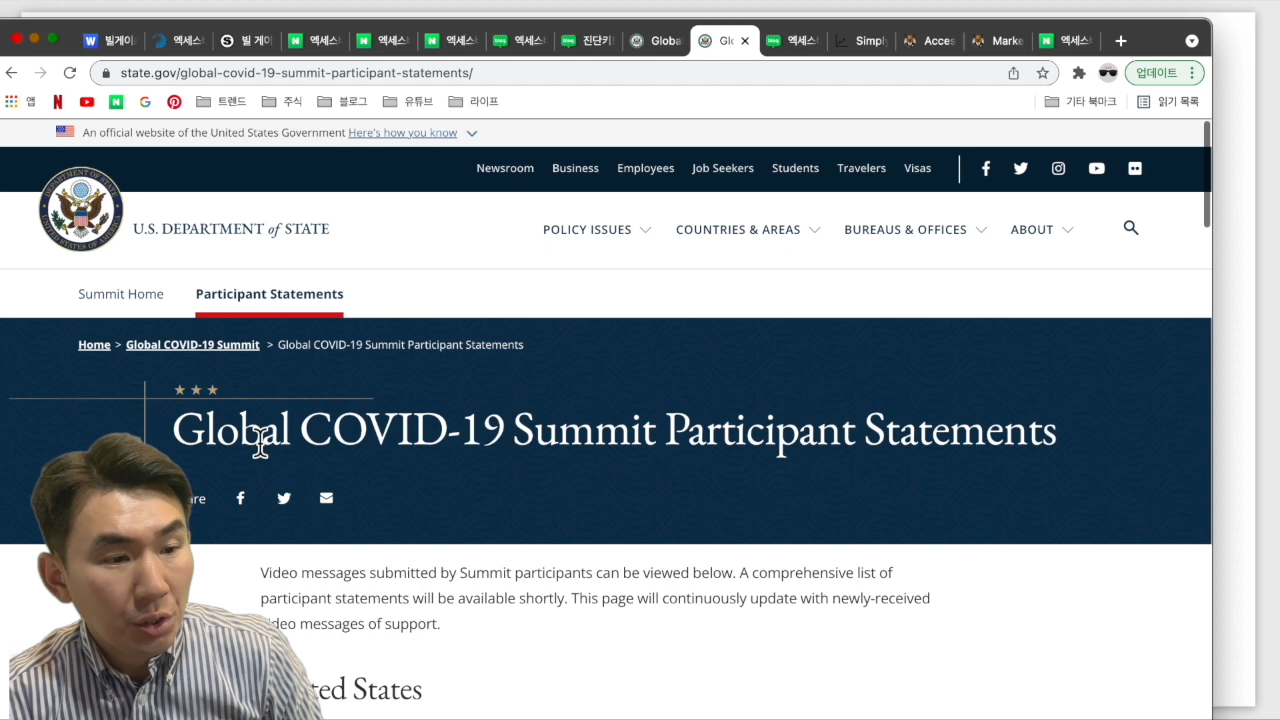 빌게이 엑세스 빌 게이 엑세스 엑세스 엑세스 엑세스 진단키 Globa Glo 엑세스 Simply Acces Marke 엑세스
state.gov/global-covid-19-summit-participant-statements/ 업데이트
앱 트렌드 주식 블로그 유튜브 라이프 기타 북마크 읽기 목록
An official website of the United States Government Here's how you know
Newsroom Business Employees Job Seekers Students Travelers Visas
U.S. DEPARTMENT of STATE
POLICY ISSUES COUNTRIES & AREAS BUREAUS & OFFICES ABOUT
Summit Home Participant Statements
Home > Global COVID-19 Summit > Global COVID-19 Summit Participant Statements
Global COVID-19 Summit Participant Statements
Video messages submitted by Summit participants can be viewed below. A comprehensive list of
participant statements will be available shortly. This page will continuously update with newly-received
messages of support.
States